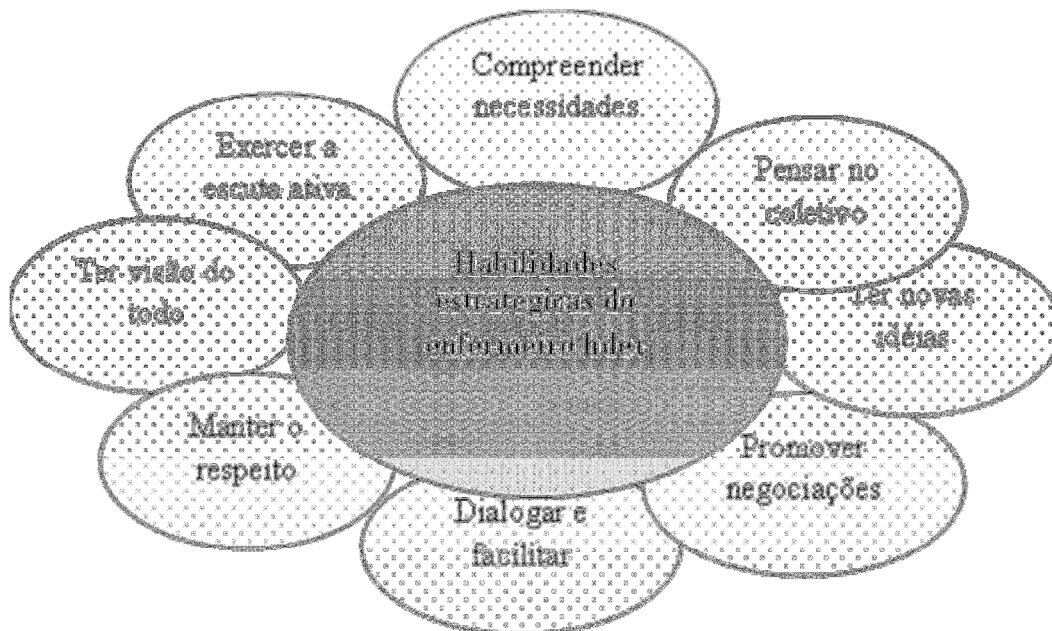 Compreender
necessidades
Pensar no
coletivo
Ter novas
idéias
Promover
negociações
Dialogar e
facilitar
Manter o
respeito
Ter visão do
todo
Exercer a
escuta ativa
Habilidades
estratégicas do
enfermeiro líder